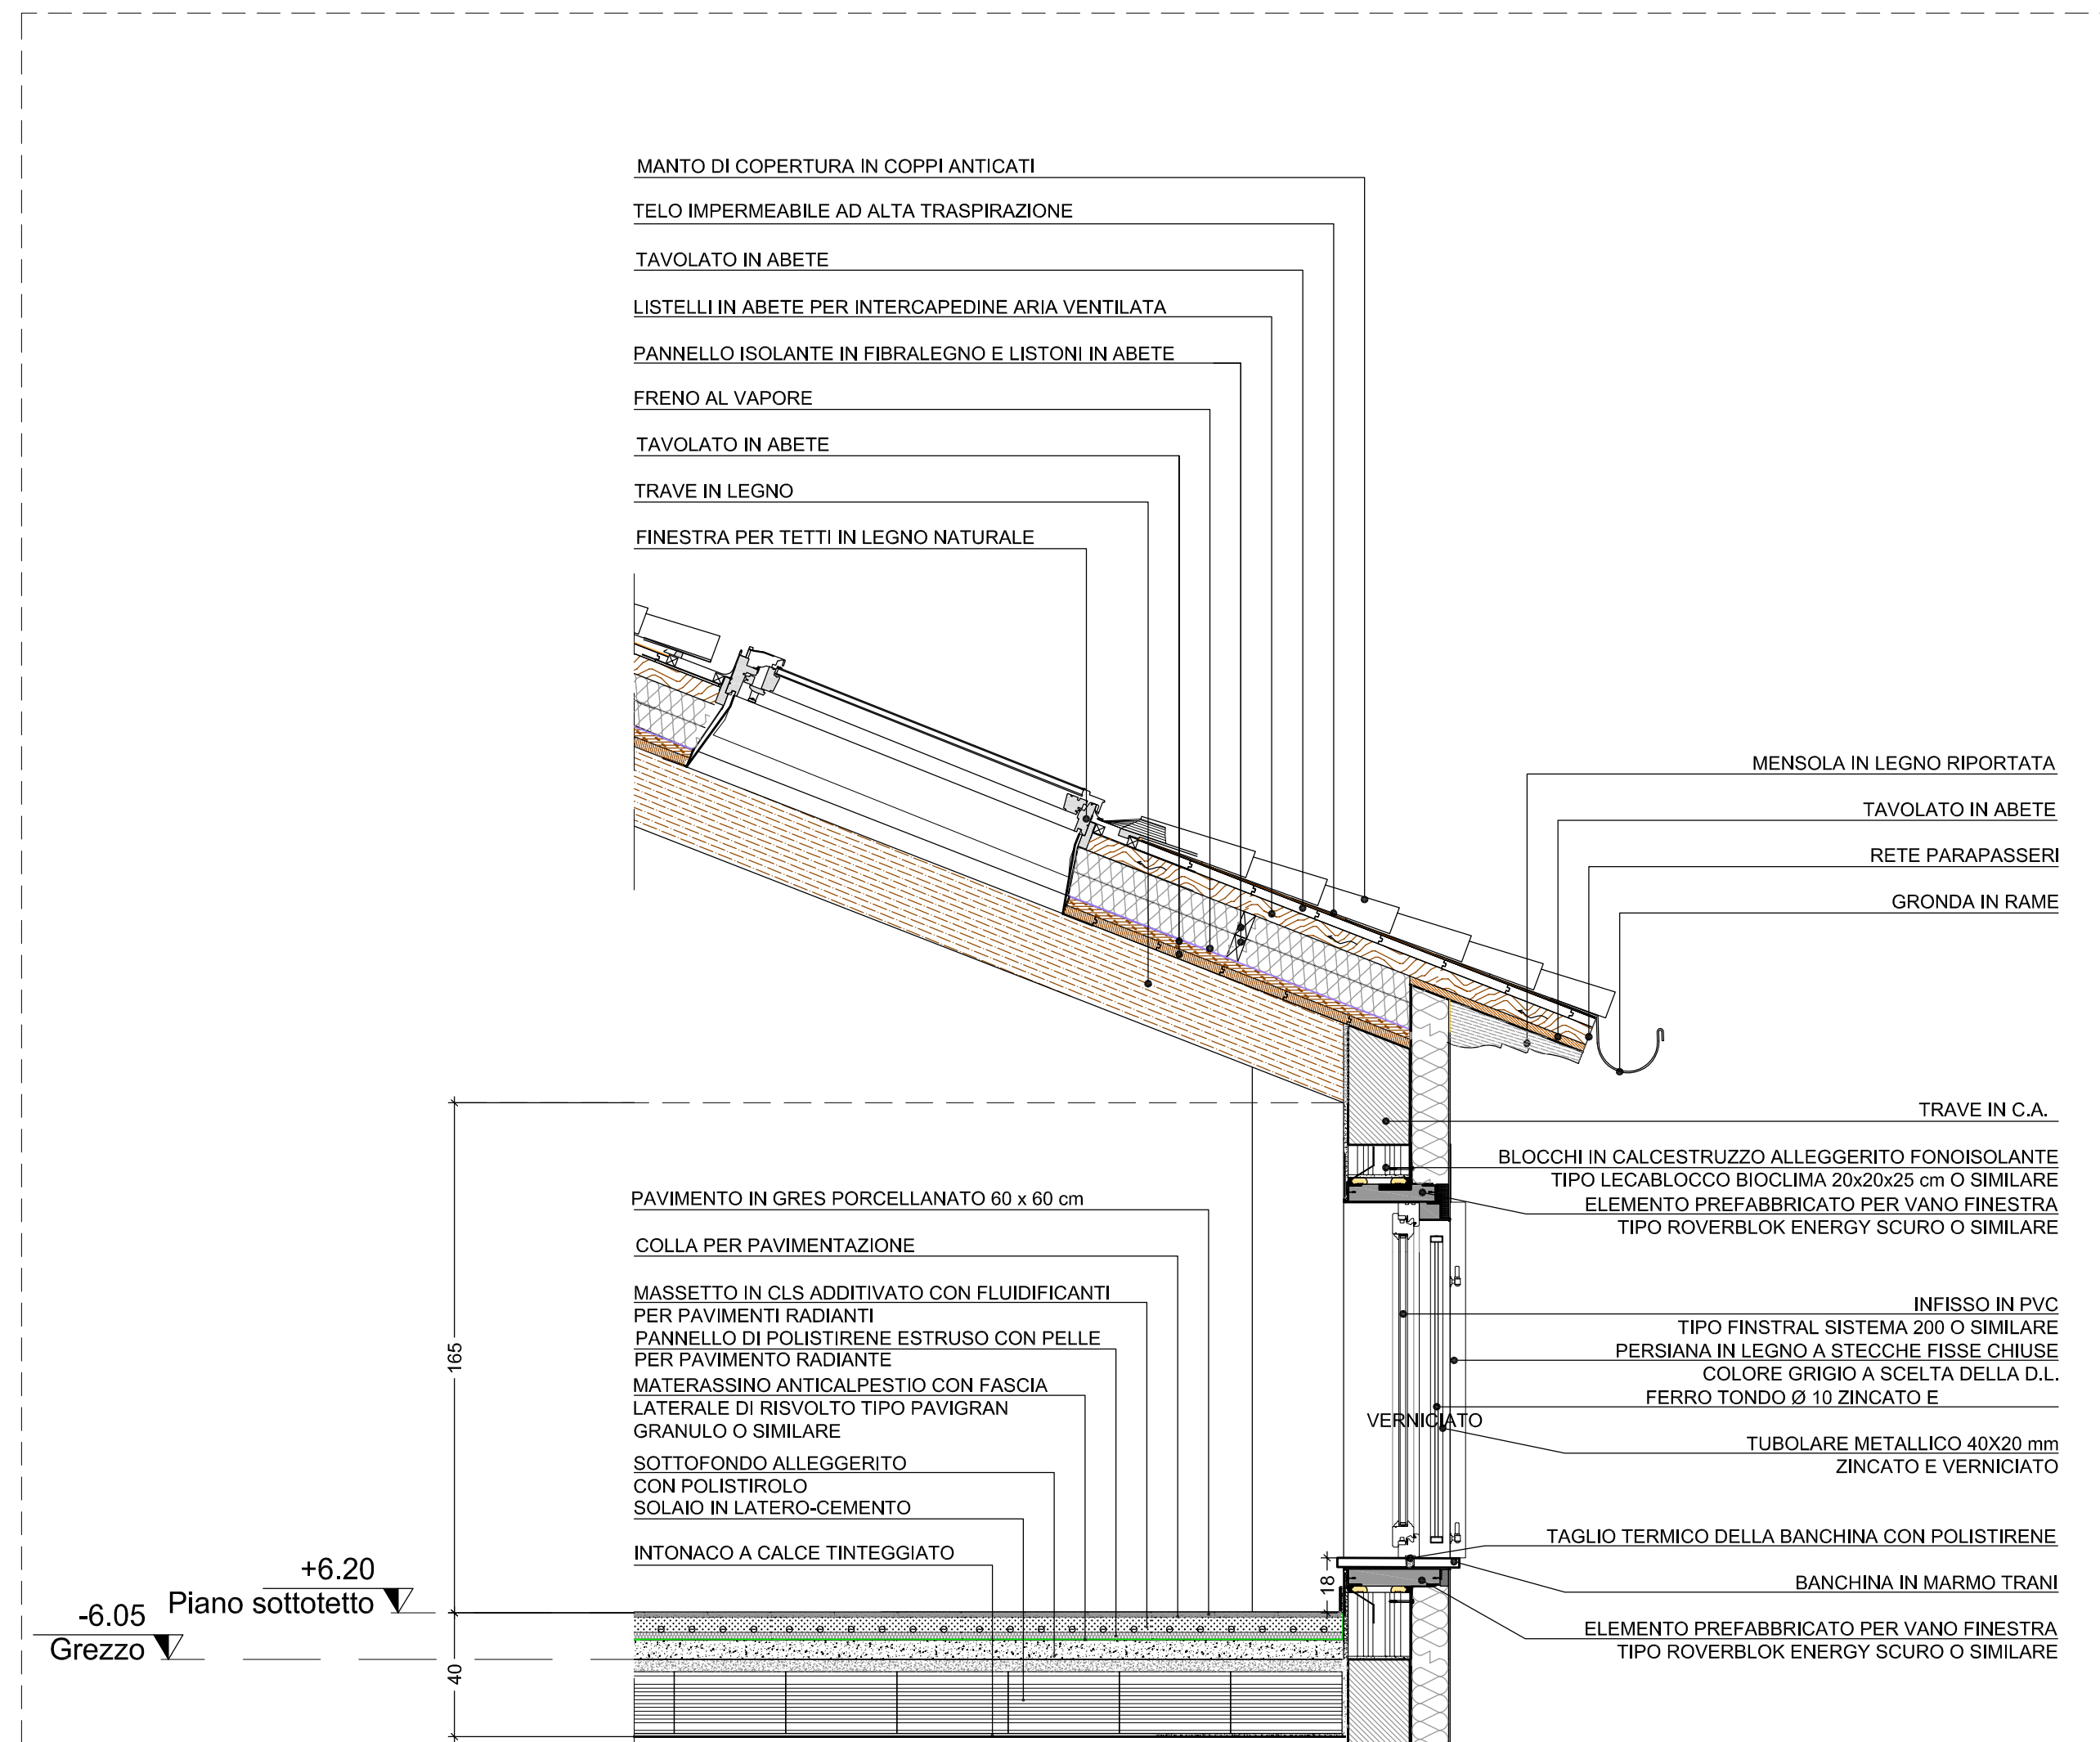 MANTO DI COPERTURA IN COPPI ANTICATI
TELO IMPERMEABILE AD ALTA TRASPIRAZIONE
TAVOLATO IN ABETE
LISTELLI IN ABETE PER INTERCAPEDINE ARIA VENTILATA
PANNELLO ISOLANTE IN FIBRALEGNO E LISTONI IN ABETE
FRENO AL VAPORE
TAVOLATO IN ABETE
TRAVE IN LEGNO
FINESTRA PER TETTI IN LEGNO NATURALE
MENSOLA IN LEGNO RIPORTATA
TAVOLATO IN ABETE
RETE PARAPASSERI
GRONDA IN RAME
TRAVE IN C.A.
BLOCCHI IN CALCESTRUZZO ALLEGGERITO FONOISOLANTE
TIPO LECABLOCCO BIOCLIMA 20x20x25 cm O SIMILARE
ELEMENTO PREFABBRICATO PER VANO FINESTRA
TIPO ROVERBLOK ENERGY SCURO O SIMILARE
INFISSO IN PVC
TIPO FINSTRAL SISTEMA 200 O SIMILARE
PERSIANA IN LEGNO A STECCHE FISSE CHIUSE
COLORE GRIGIO A SCELTA DELLA D.L.
FERRO TONDO Ø 10 ZINCATO E
VERNICIATO
TUBOLARE METALLICO 40X20 mm
ZINCATO E VERNICIATO
TAGLIO TERMICO DELLA BANCHINA CON POLISTIRENE
BANCHINA IN MARMO TRANI
ELEMENTO PREFABBRICATO PER VANO FINESTRA
TIPO ROVERBLOK ENERGY SCURO O SIMILARE
PAVIMENTO IN GRES PORCELLANATO 60 x 60 cm
COLLA PER PAVIMENTAZIONE
MASSETTO IN CLS ADDITIVATO CON FLUIDIFICANTI
PER PAVIMENTI RADIANTI
PANNELLO DI POLISTIRENE ESTRUSO CON PELLE
PER PAVIMENTO RADIANTE
MATERASSINO ANTICALPESTIO CON FASCIA
LATERALE DI RISVOLTO TIPO PAVIGRAN
GRANULO O SIMILARE
SOTTOFONDO ALLEGGERITO
CON POLISTIROLO
SOLAIO IN LATERO-CEMENTO
INTONACO A CALCE TINTEGGIATO
165
18
40
+6.20
Piano sottotetto
-6.05
Grezzo